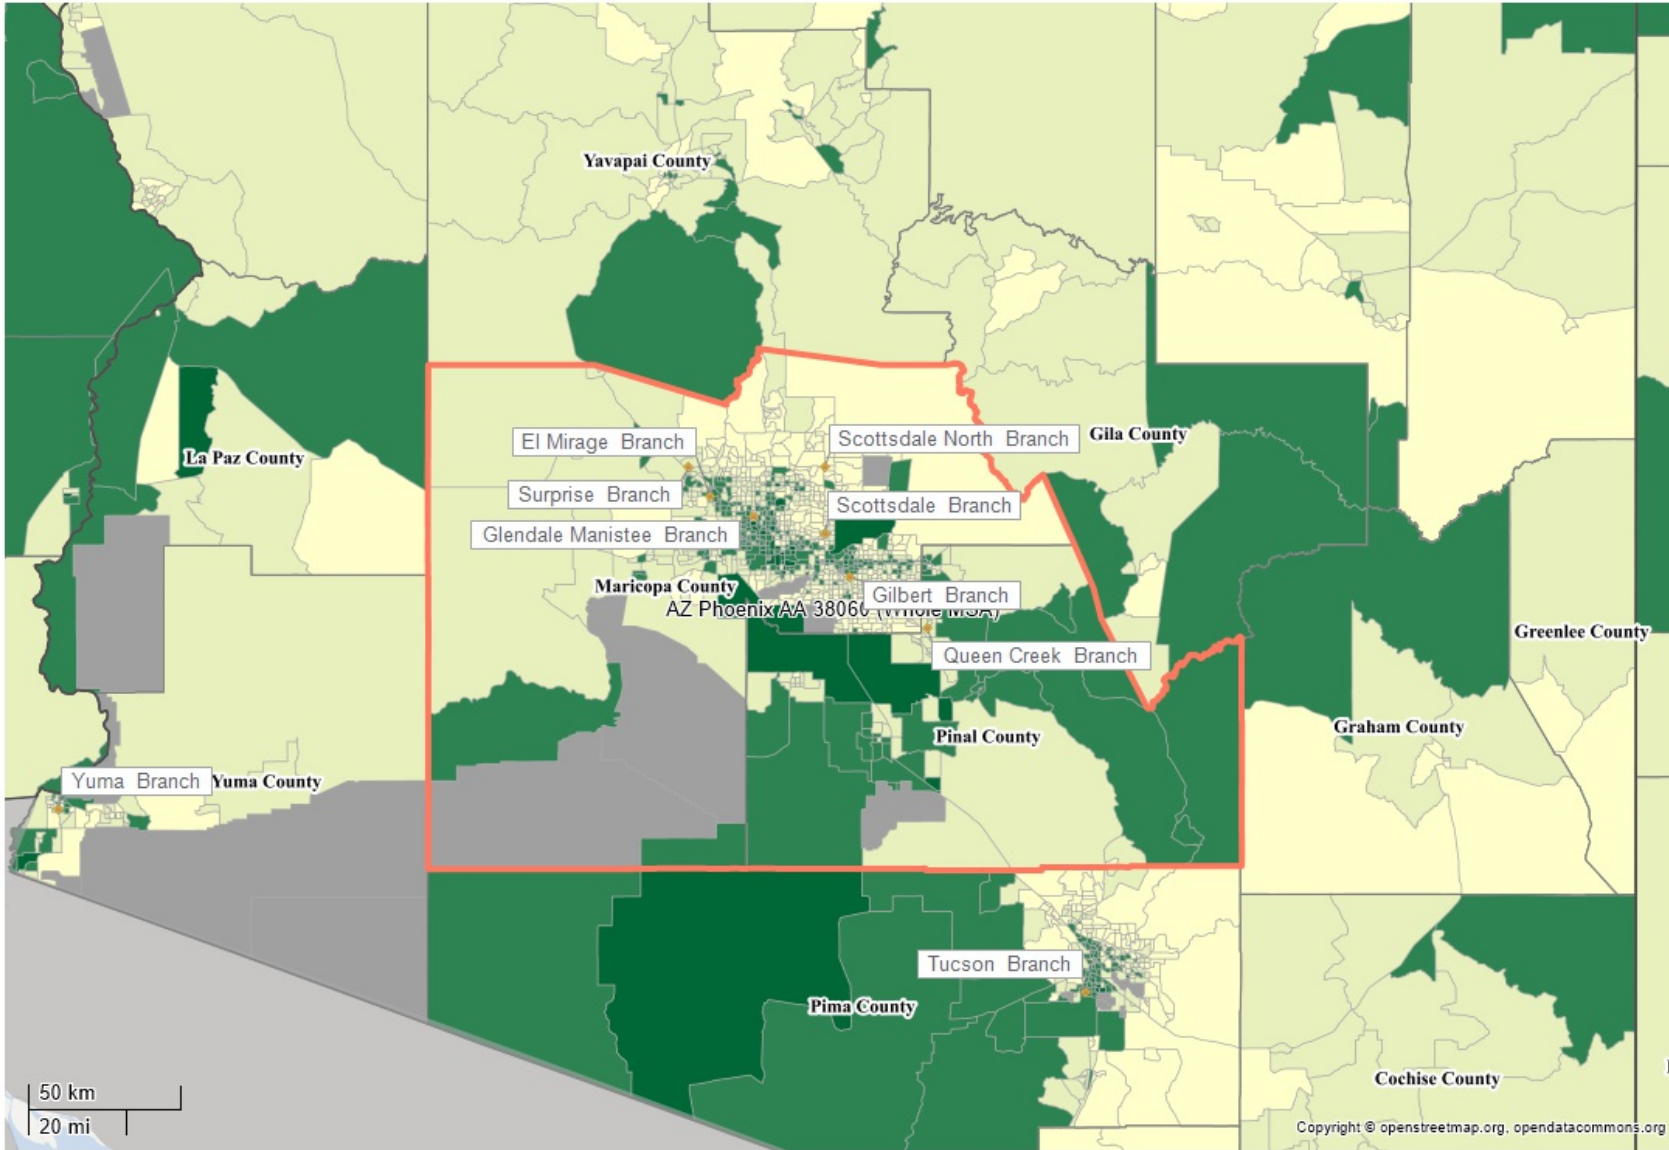 Yavapai County
El Mirage Branch
Scottsdale North Branch
Gila County
La Paz County
Surprise Branch
Scottsdale Branch
Glendale Manistee Branch
Maricopa County
Gilbert Branch
AZ Phoenix AA 38060 (Whole MSA)
Greenlee County
Queen Creek Branch
Graham County
Pinal County
Yuma Branch
Yuma County
Tucson Branch
Pima County
Cochise County
50 km
20 mi
Copyright © openstreetmap.org, opendatacommons.org